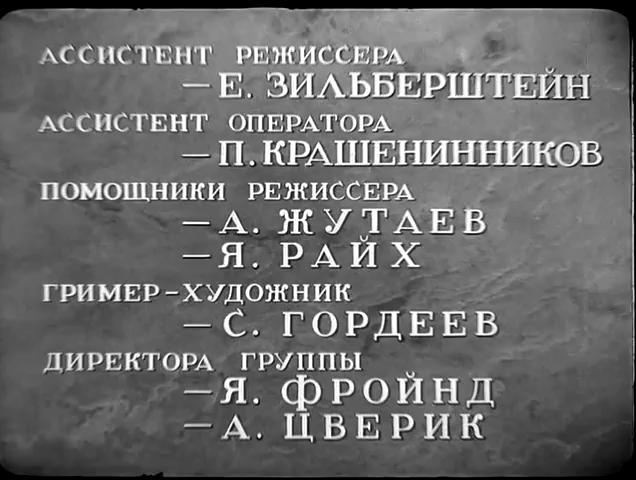 АССИСТЕНТ РЕЖИССЕРА
— Е. ЗИЛЬБЕРШТЕЙН
АССИСТЕНТ ОПЕРАТОРА
— П. КРАШЕНИННИКОВ
ПОМОЩНИКИ РЕЖИССЕРА
— А. ЖУТАЕВ
— Я. РАЙХ
ГРИМЕР-ХУДОЖНИК
— С. ГОРДЕЕВ
ДИРЕКТОРА ГРУППЫ
— Я. ФРОЙНД
— А. ЦВЕРИК